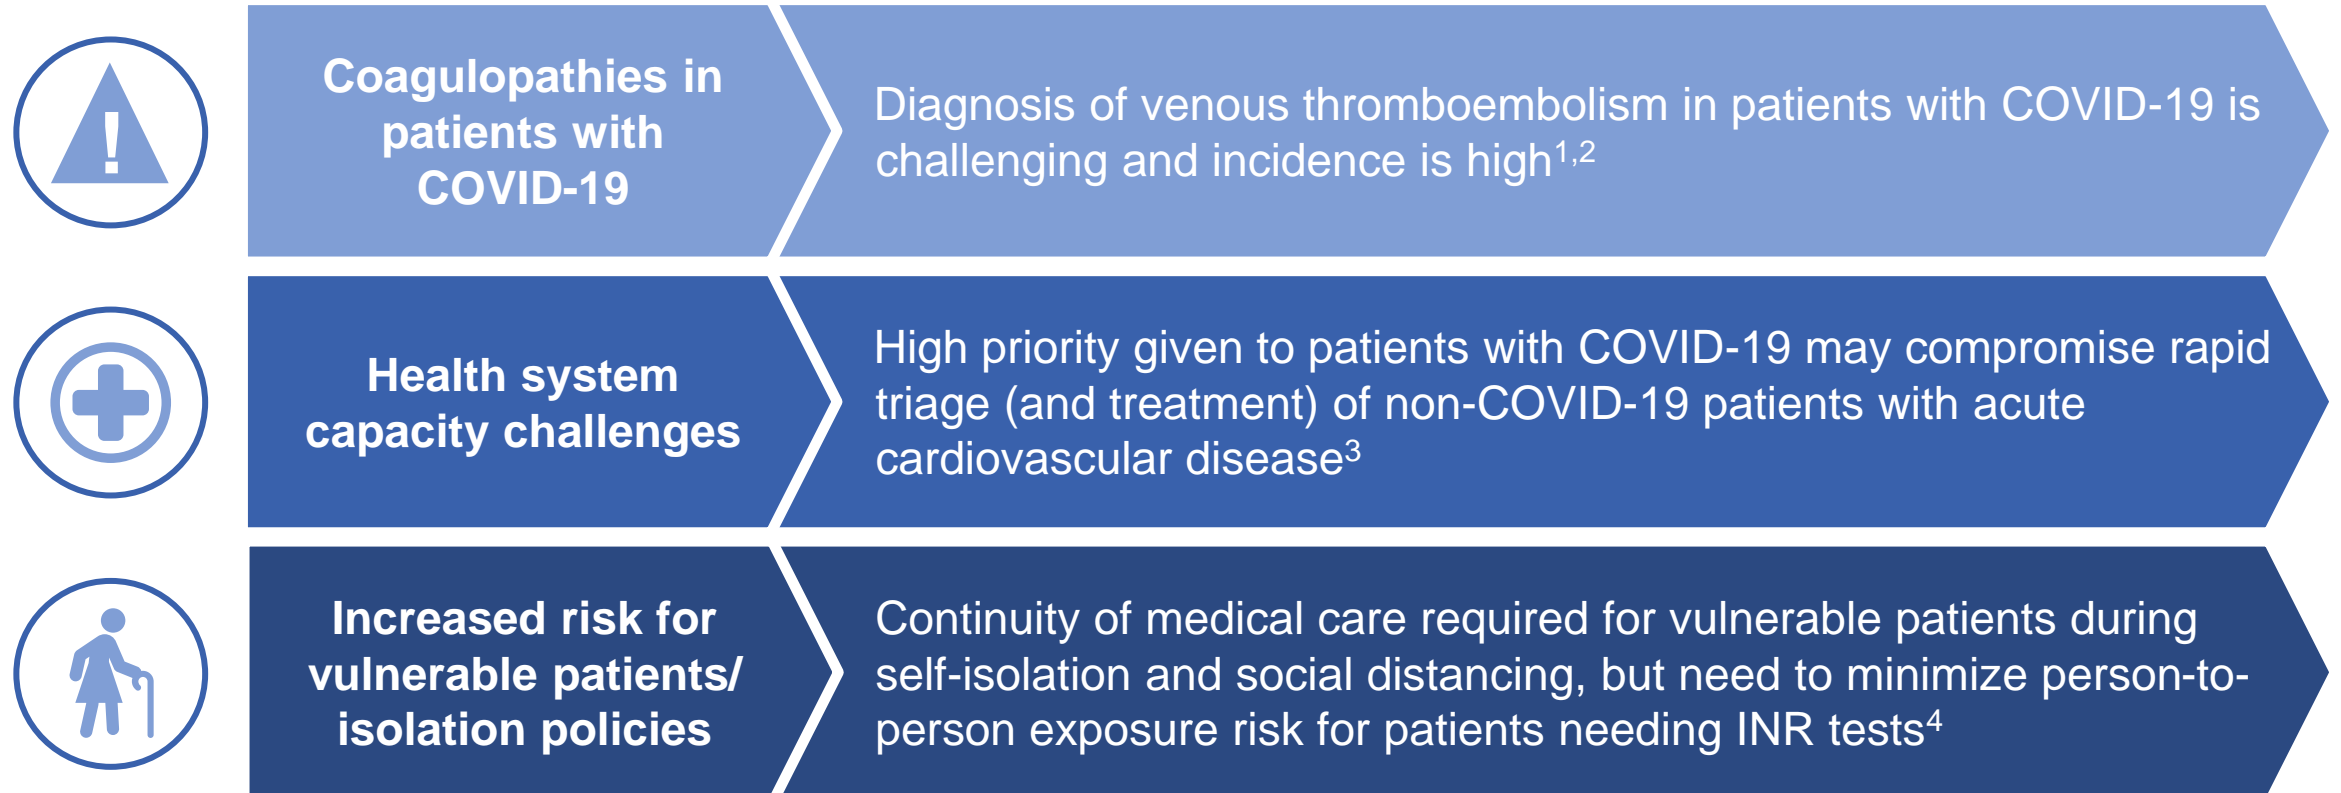 !
Coagulopathies in
patients with
COVID-19
Diagnosis of venous thromboembolism in patients with COVID-19 is
challenging and incidence is high1,2
Health system
capacity challenges
High priority given to patients with COVID-19 may compromise rapid
triage (and treatment) of non-COVID-19 patients with acute
cardiovascular disease3
Increased risk for
vulnerable patients/
isolation policies
Continuity of medical care required for vulnerable patients during
self-isolation and social distancing, but need to minimize person-to-
person exposure risk for patients needing INR tests4